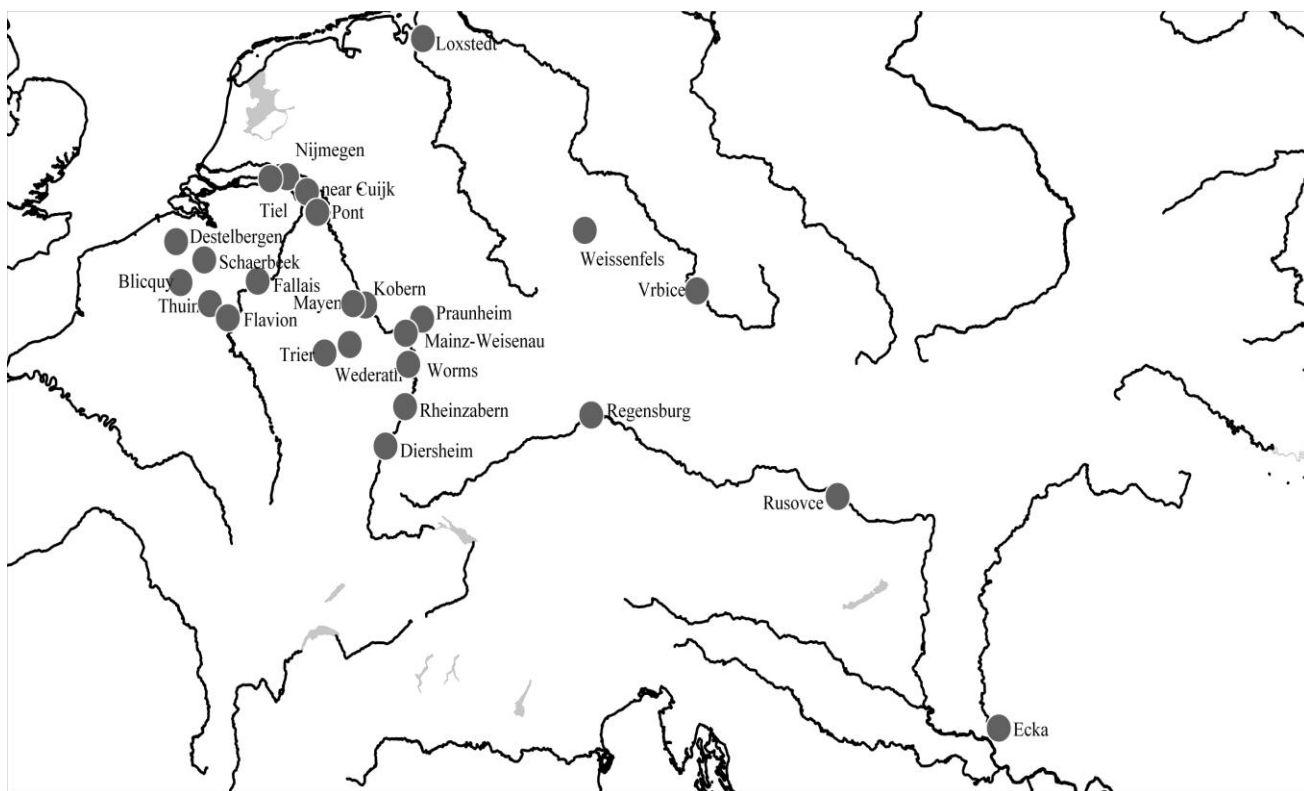 Loxstedt
Nijmegen
near Cuijk
Tiel
Pont
Destelbergen
Weissenfels
Schaerbeek
Blicquy
Fallais
Vrbice
Kobern
Mayen
Thuin
Praunheim
Flavion
Mainz-Weisenau
Trier
Wederath
Worms
Rheinzabern
Regensburg
Diersheim
Rusovce
Ecka